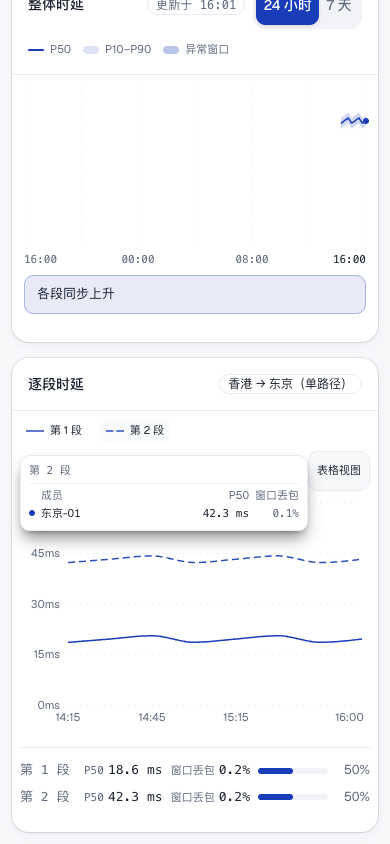 整体时延 更新于 16:01 24 小时 7 天
P50 P10–P90 异常窗口
16:00 00:00 08:00 16:00
各段同步上升
逐段时延 香港 → 东京（单路径）
第 1 段 第 2 段
第 2 段 表格视图
成员 P50 窗口丢包
东京-01 42.3 ms 0.1%
45ms
30ms
15ms
0ms
14:15 14:45 15:15 16:00
第 1 段 P50 18.6 ms 窗口丢包 0.2% 50%
第 2 段 P50 42.3 ms 窗口丢包 0.2% 50%